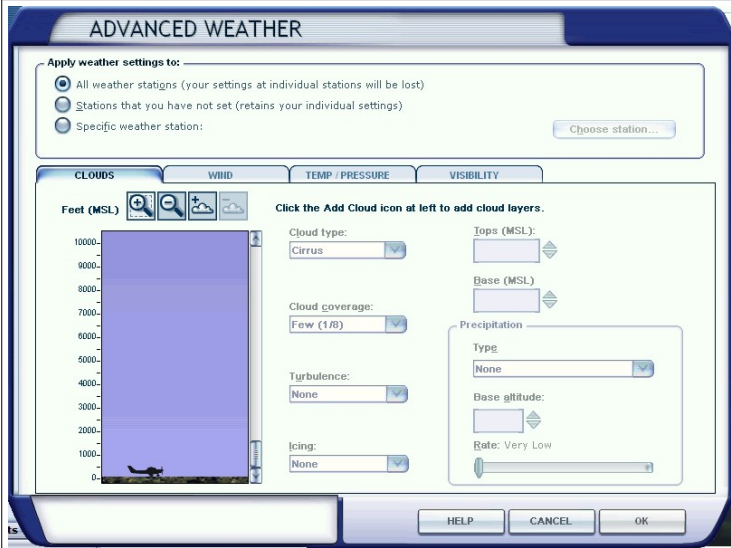 ADVANCED WEATHER
Apply weather settings to:
All weather stations (your settings at individual stations will be lost)
Stations that you have not set (retains your individual settings)
Specific weather station:
Choose station...
CLOUDS WIND TEMP / PRESSURE VISIBILITY
Feet (MSL)
Click the Add Cloud icon at left to add cloud layers.
10000
9000
8000
7000
6000
5000
4000
3000
2000
1000
0
Cloud type:
Cirrus
Cloud coverage:
Few (1/8)
Turbulence:
None
Icing:
None
Tops (MSL):
Base (MSL)
Precipitation
Type
None
Base altitude:
Rate: Very Low
ts
HELP CANCEL OK